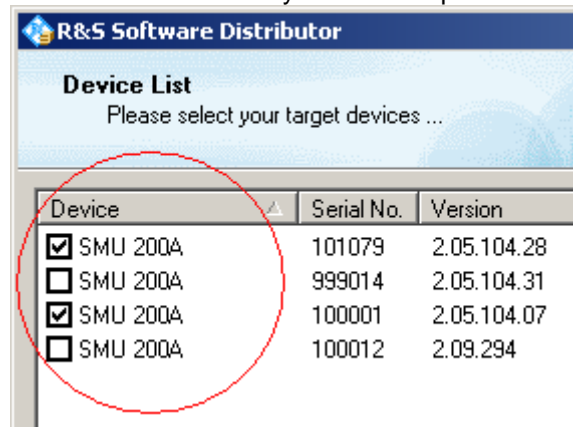 R&S Software Distributor
Device List
Please select your target devices ...
Device Serial No. Version
SMU 200A 101079 2.05.104.28
SMU 200A 999014 2.05.104.31
SMU 200A 100001 2.05.104.07
SMU 200A 100012 2.09.294